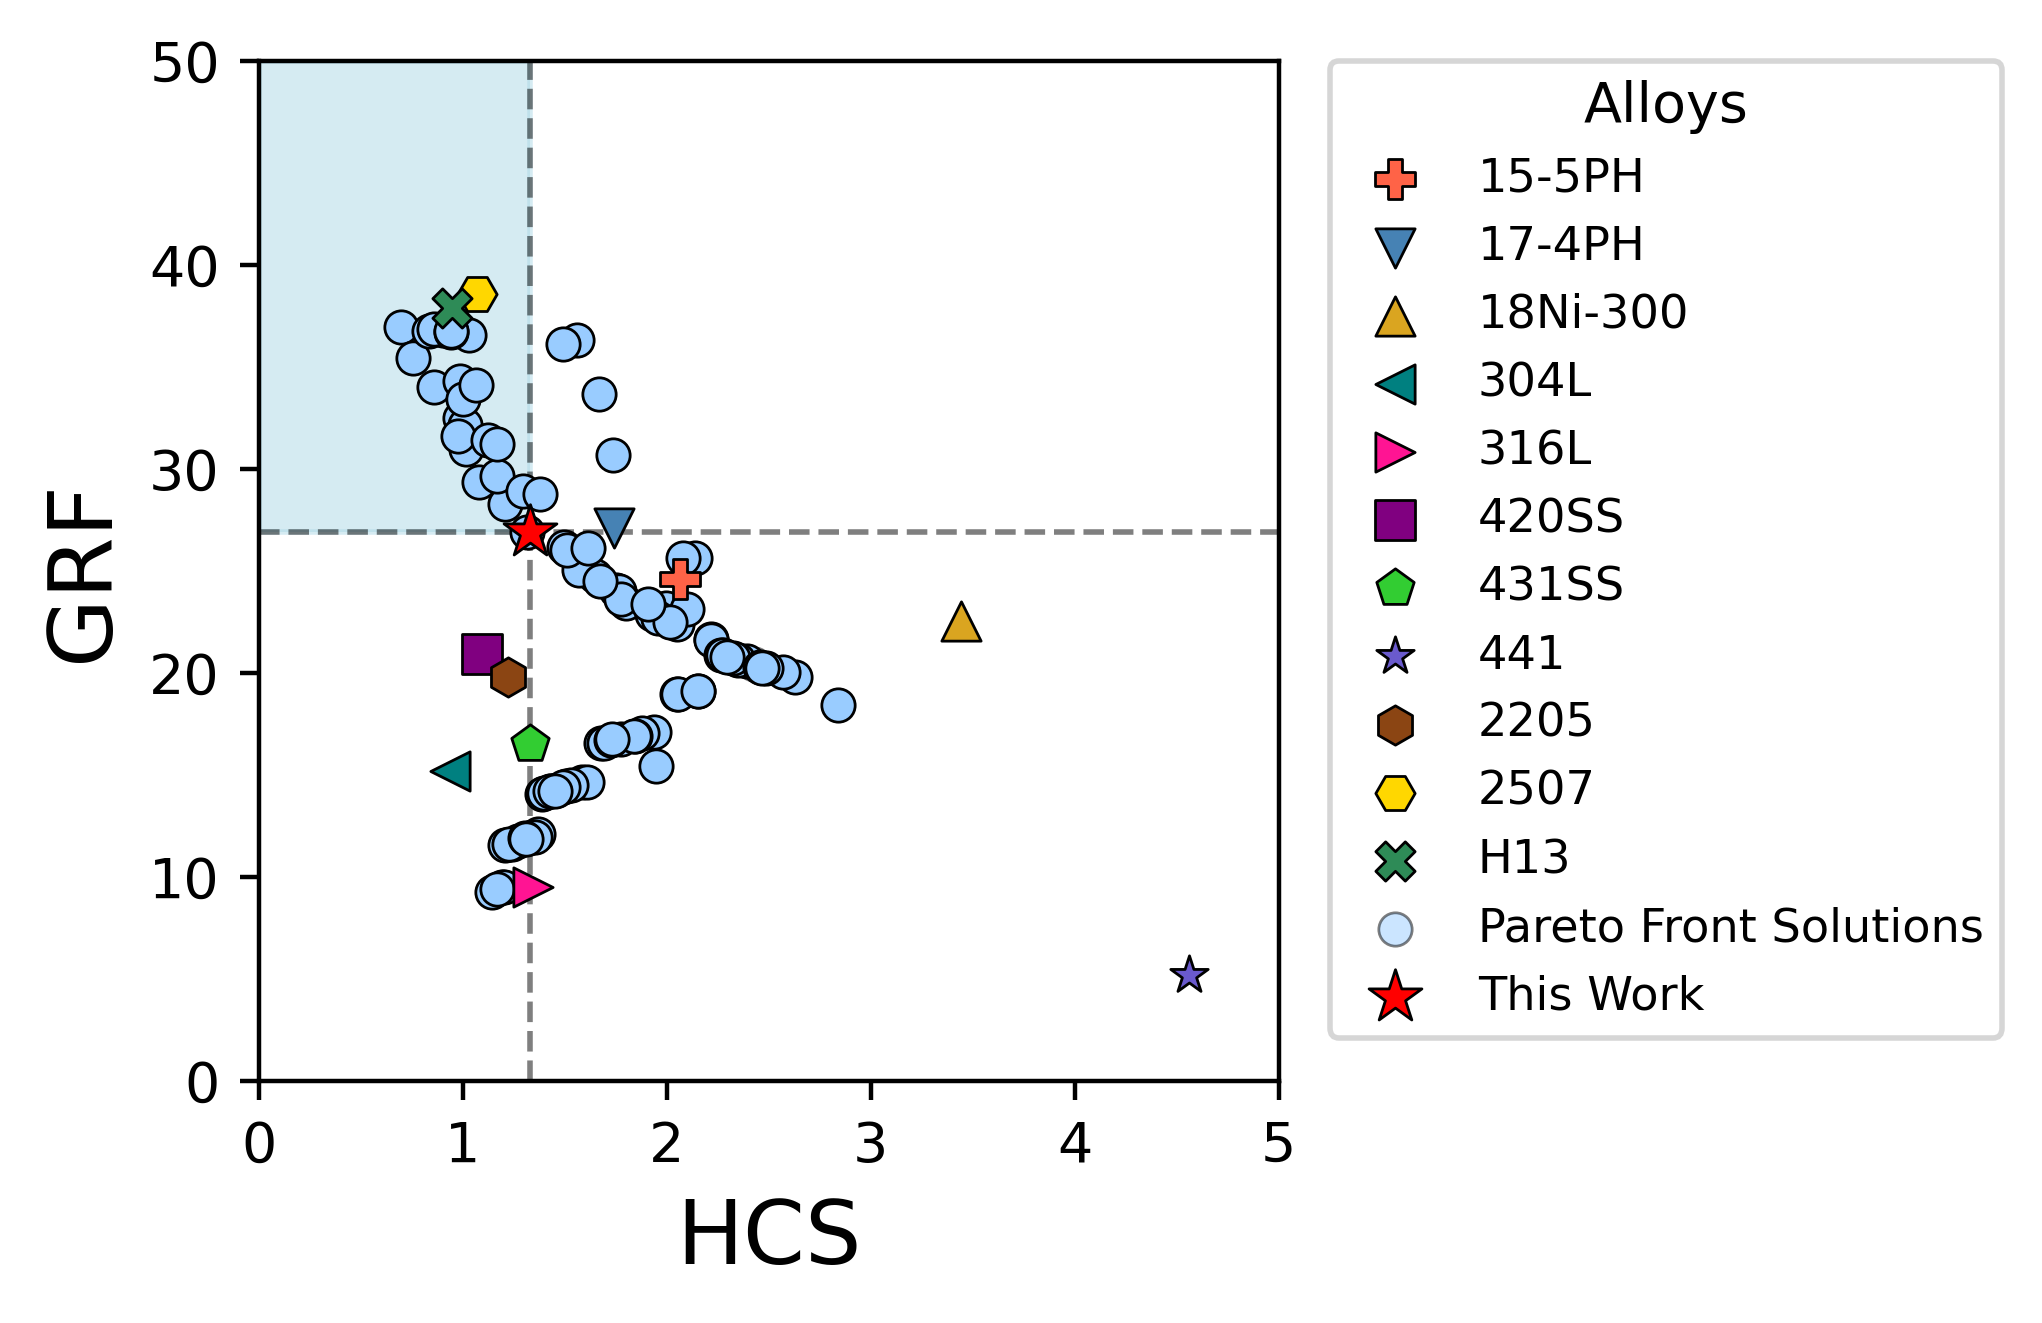 50
40
30
20
10
0
GRF
0 1 2 3 4 5
HCS
Alloys
15-5PH
17-4PH
18Ni-300
304L
316L
420SS
431SS
441
2205
2507
H13
Pareto Front Solutions
This Work